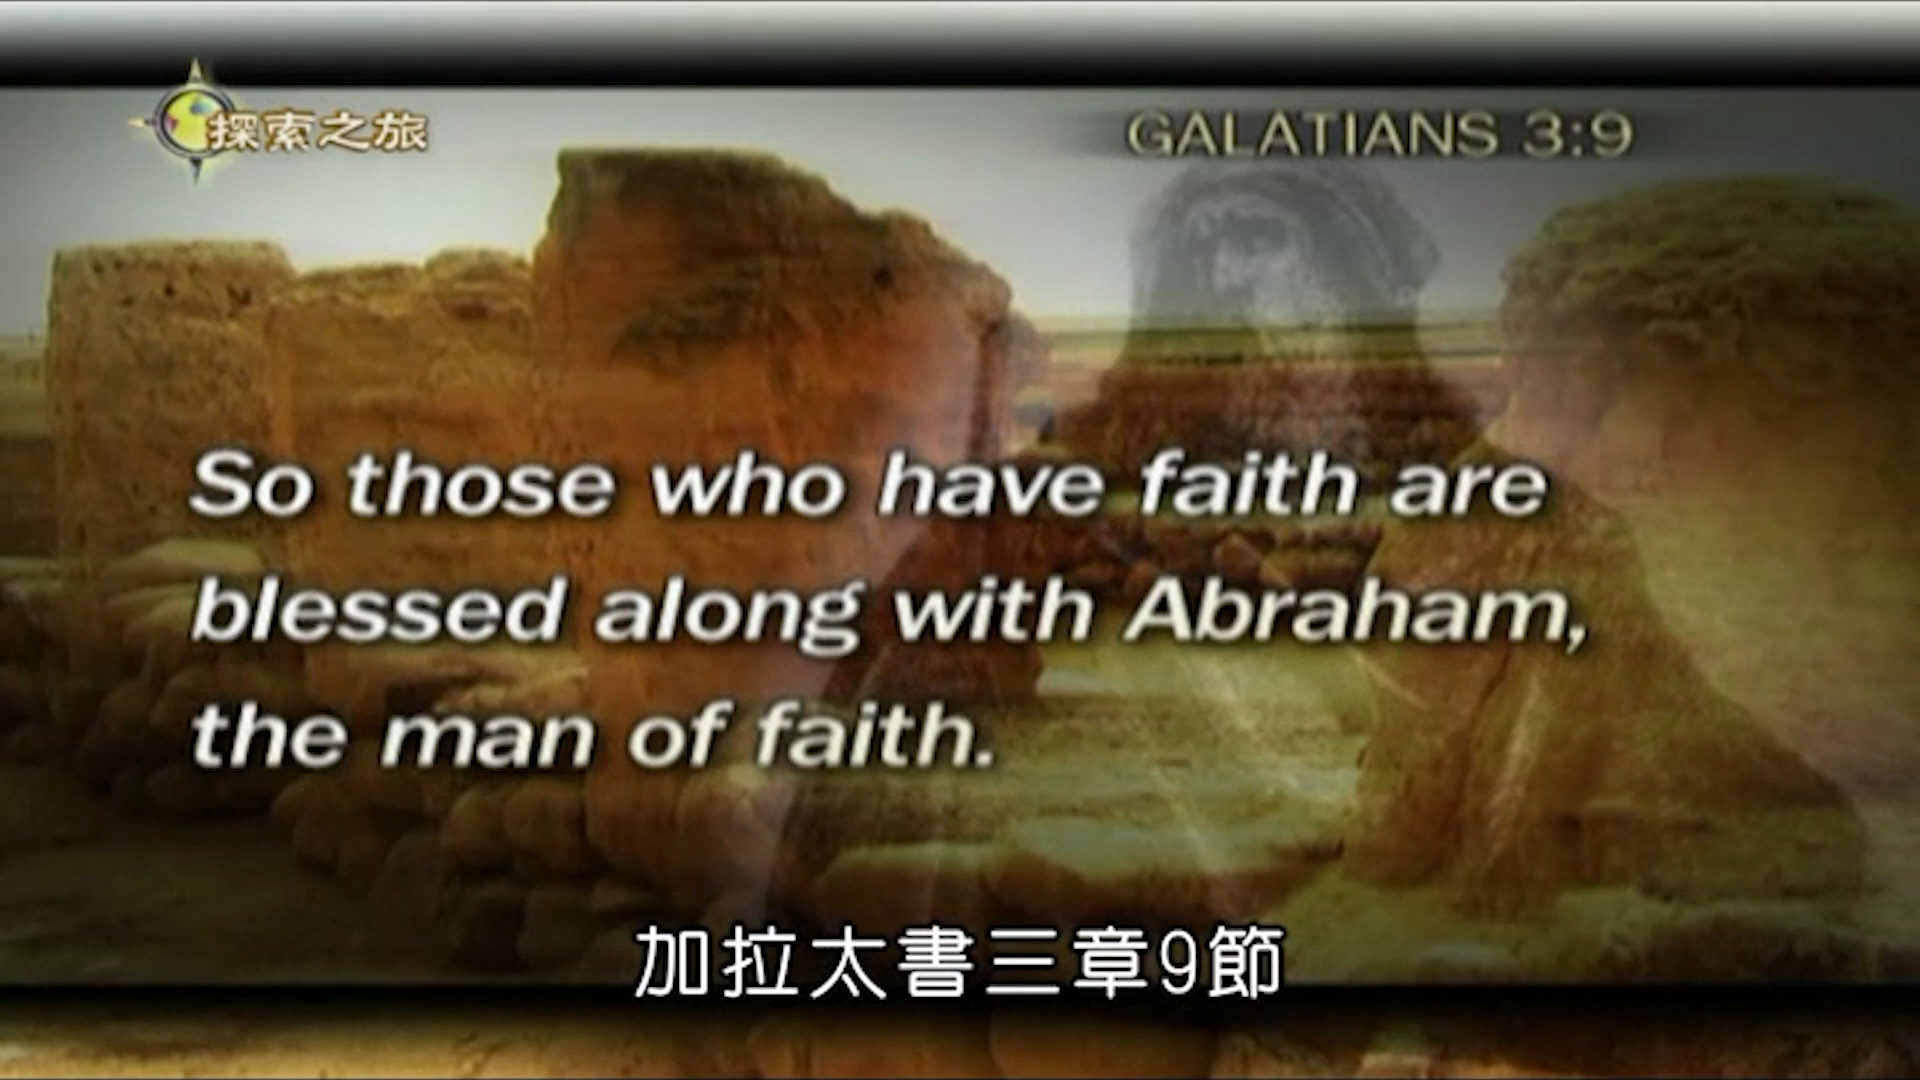 探索之旅
GALATIANS 3:9
So those who have faith are
blessed along with Abraham,
the man of faith.
加拉太書三章9節